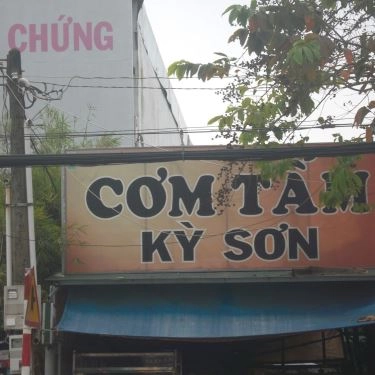 CHỨNG
CƠM TẤM
KỲ SƠN